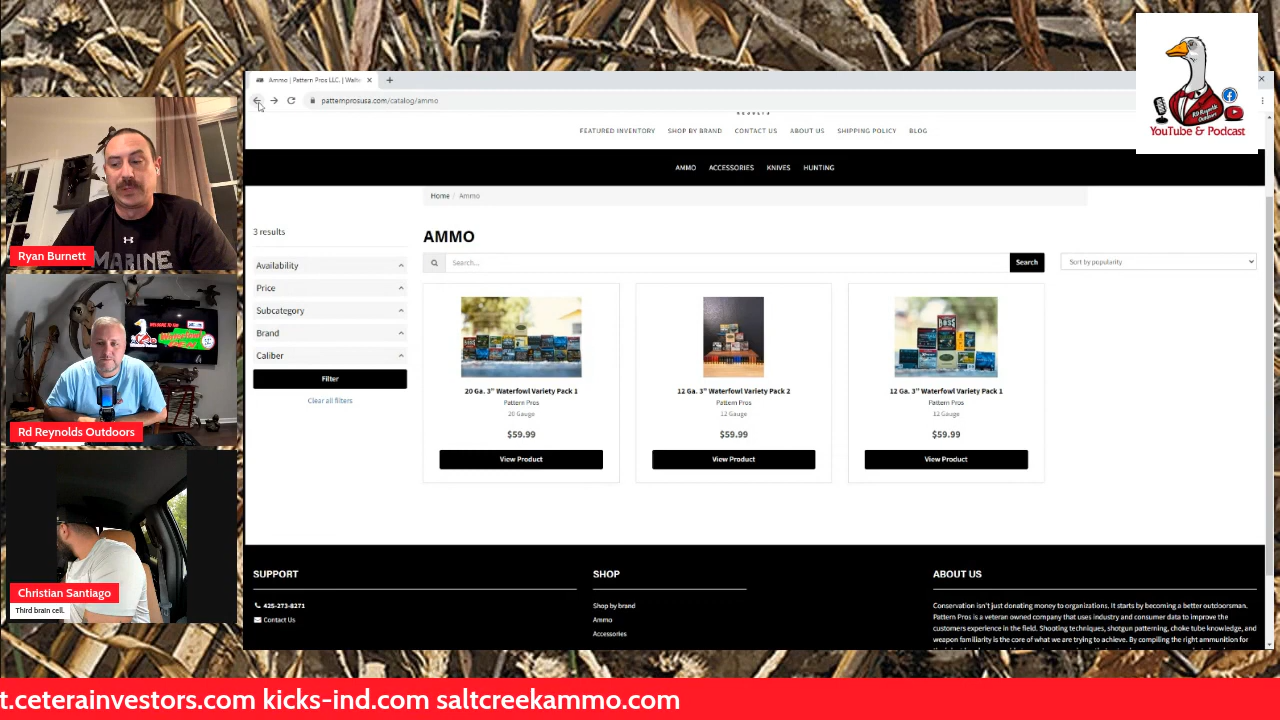 Ammo | Pattern Pros LLC. | Walte
patternprosusa.com/catalog/ammo
RESULTS
FEATURED INVENTORY SHOP BY BRAND CONTACT US ABOUT US SHIPPING POLICY BLOG
AMMO ACCESSORIES KNIVES HUNTING
Home / Ammo
3 results
Availability
Price
Subcategory
Brand
Caliber
Filter
Clear all filters
AMMO
Search...
Search
Sort by popularity
20 Ga. 3" Waterfowl Variety Pack 1
Pattern Pros
20 Gauge
$59.99
View Product
12 Ga. 3" Waterfowl Variety Pack 2
Pattern Pros
12 Gauge
$59.99
View Product
12 Ga. 3" Waterfowl Variety Pack 1
Pattern Pros
12 Gauge
$59.99
View Product
SUPPORT
425-273-8271
Contact Us
SHOP
Shop by brand
Ammo
Accessories
ABOUT US
Conservation isn't just donating money to organizations. It starts by becoming a better outdoorsman.
Pattern Pros is a veteran owned company that uses industry and consumer data to improve the
customers experience in the field. Shooting techniques, shotgun patterning, choke tube knowledge, and
weapon familiarity is the core of what we are trying to achieve. By compiling the right ammunition for
RD Reynolds
Outdoors
YouTube & Podcast
MARINE
Ryan Burnett
Rd Reynolds Outdoors
Christian Santiago
Third brain cell.
t.ceterainvestors.com kicks-ind.com saltcreekammo.com